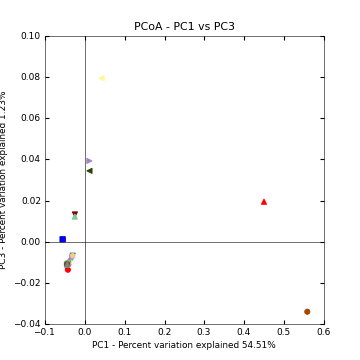 PCoA - PC1 vs PC3
0.10
0.08
0.06
0.04
0.02
0.00
−0.02
−0.04
PC3 - Percent variation explained 1.23%
−0.1 0.0 0.1 0.2 0.3 0.4 0.5 0.6
PC1 - Percent variation explained 54.51%